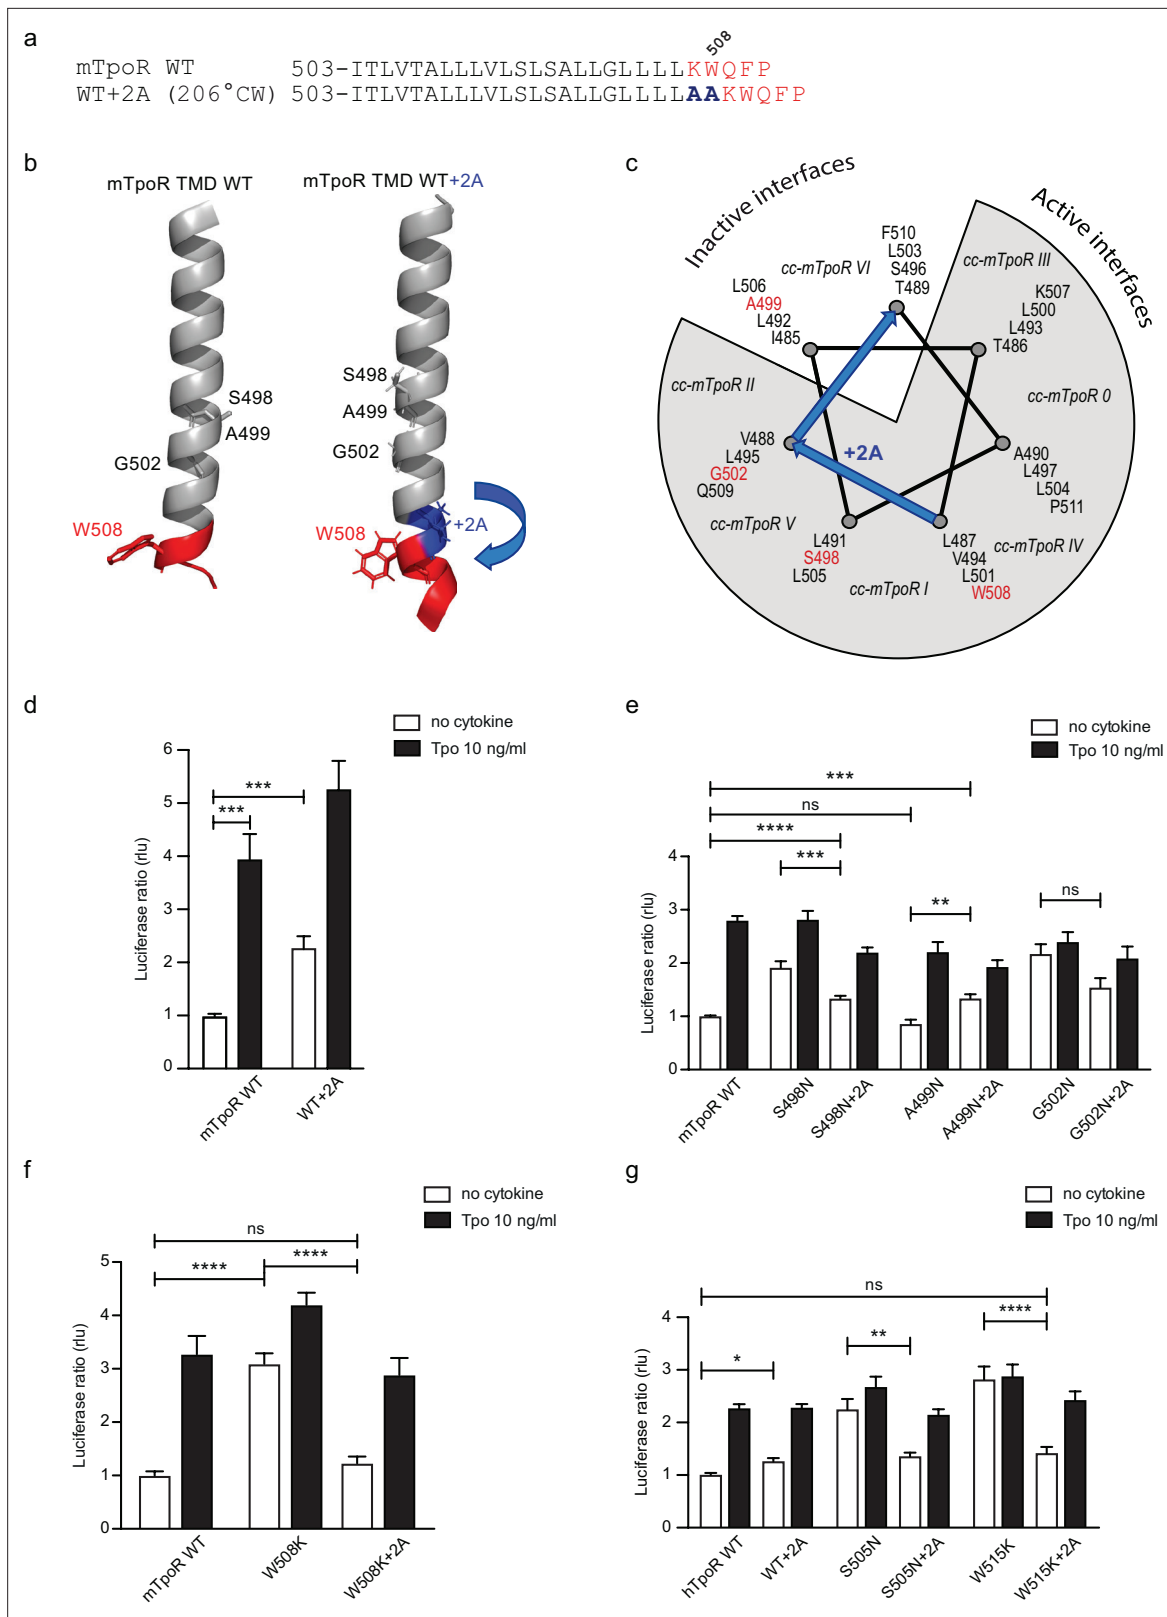 a
508
mTpoR WT 503-ITLVTALLLVLSLSALLGLLLLKWQFP
WT+2A (206°CW) 503-ITLVTALLLVLSLSALLGLLLLAAKWQFP
b
mTpoR TMD WT
mTpoR TMD WT+2A
S498
A499
G502
W508
S498
A499
G502
W508
+2A
c
Inactive interfaces
Active interfaces
cc-mTpoR VI
F510
L503
S496
T489
cc-mTpoR III
K507
L500
L493
T486
L506
A499
L492
I485
cc-mTpoR II
cc-mTpoR 0
V488
L495
G502
Q509
+2A
A490
L497
L504
P511
cc-mTpoR V
L491
S498
L505
L487
V494
L501
W508
cc-mTpoR IV
cc-mTpoR I
d
no cytokine
Tpo 10 ng/ml
Luciferase ratio (rlu)
6
5
4
3
2
1
0
***
***
mTpoR WT
WT+2A
e
no cytokine
Tpo 10 ng/ml
Luciferase ratio (rlu)
4
3
2
1
0
***
ns
****
***
**
ns
mTpoR WT
S498N
S498N+2A
A499N
A499N+2A
G502N
G502N+2A
f
no cytokine
Tpo 10 ng/ml
Luciferase ratio (rlu)
5
4
3
2
1
0
ns
****
****
mTpoR WT
W508K
W508K+2A
g
no cytokine
Tpo 10 ng/ml
Luciferase ratio (rlu)
4
3
2
1
0
ns
****
**
*
hTpoR WT
WT+2A
S505N
S505N+2A
W515K
W515K+2A